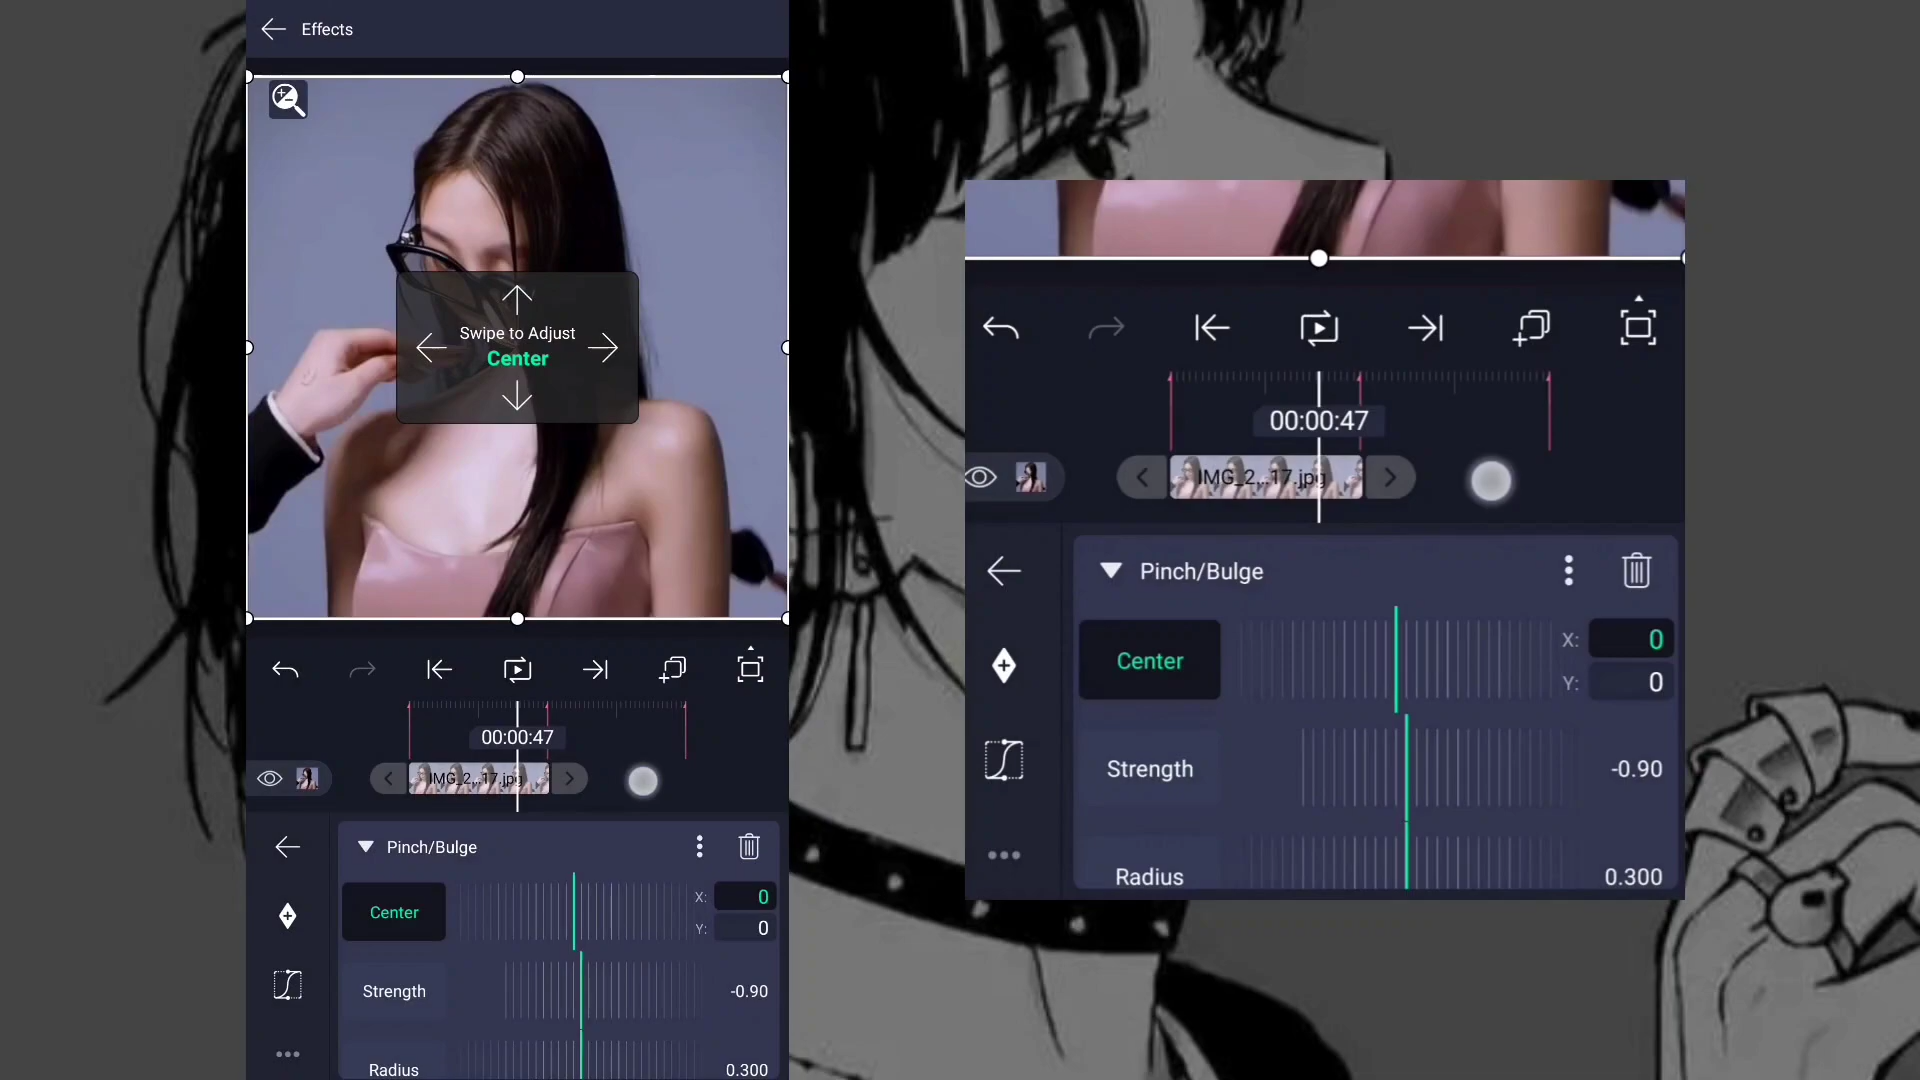 Effects
Swipe to Adjust
Center
00:00:47
IMG_2...17.jpg
Pinch/Bulge
Center
X: 0
Y: 0
Strength
-0.90
Radius
0.300
00:00:47
IMG_2...17.jpg
Pinch/Bulge
Center
X: 0
Y: 0
Strength
-0.90
Radius
0.300